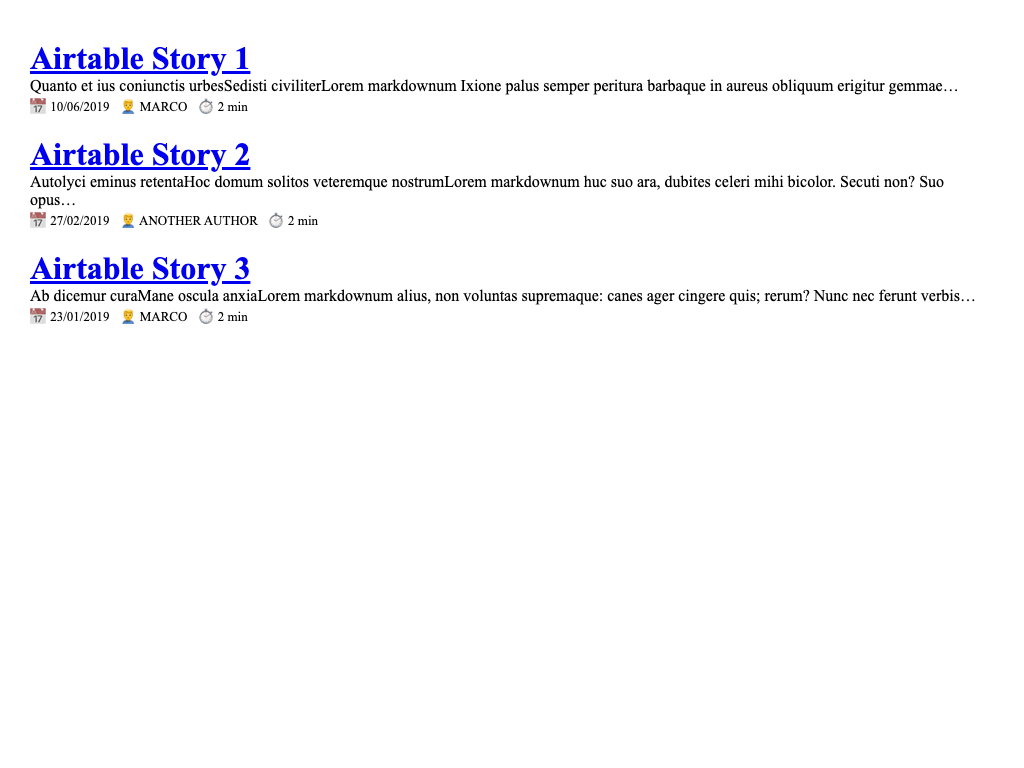 Airtable Story 1
Quanto et ius coniunctis urbesSedisti civiliterLorem markdownum Ixione palus semper peritura barbaque in aureus obliquum erigitur gemmae…
📅 10/06/2019 👨‍💼 MARCO ⏱ 2 min
Airtable Story 2
Autolyci eminus retentaHoc domum solitos veteremque nostrumLorem markdownum huc suo ara, dubites celeri mihi bicolor. Secuti non? Suo
opus…
📅 27/02/2019 👨‍💼 ANOTHER AUTHOR ⏱ 2 min
Airtable Story 3
Ab dicemur curaMane oscula anxiaLorem markdownum alius, non voluntas supremaque: canes ager cingere quis; rerum? Nunc nec ferunt verbis…
📅 23/01/2019 👨‍💼 MARCO ⏱ 2 min